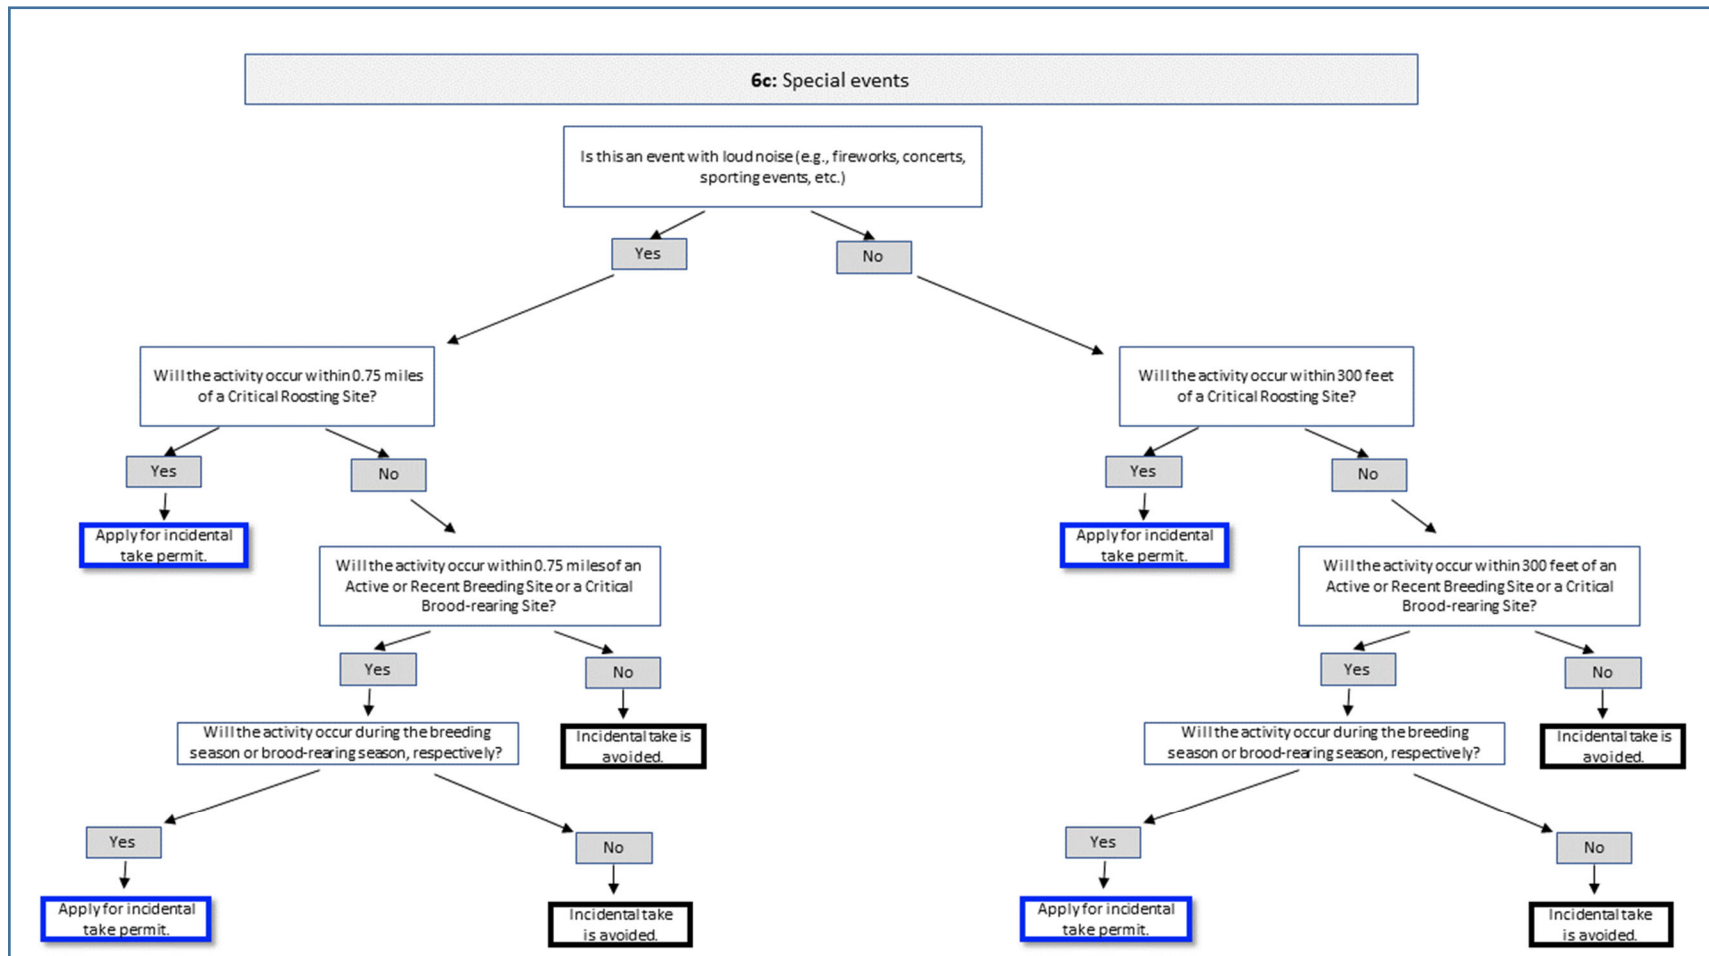 6c: Special events
Is this an event with loud noise (e.g., fireworks, concerts,
sporting events, etc.)
Yes
No
Will the activity occur within 0.75 miles
of a Critical Roosting Site?
Will the activity occur within 300 feet
of a Critical Roosting Site?
Yes
No
Yes
No
Apply for incidental
take permit.
Apply for incidental
take permit.
Will the activity occur within 0.75 miles of an
Active or Recent Breeding Site or a Critical
Brood-rearing Site?
Will the activity occur within 300 feet of an
Active or Recent Breeding Site or a Critical
Brood-rearing Site?
Yes
No
Yes
No
Will the activity occur during the breeding
season or brood-rearing season, respectively?
Incidental take is
avoided.
Will the activity occur during the breeding
season or brood-rearing season, respectively?
Incidental take is
avoided.
Yes
No
Yes
No
Apply for incidental
take permit.
Incidental take
is avoided.
Apply for incidental
take permit.
Incidental take
is avoided.